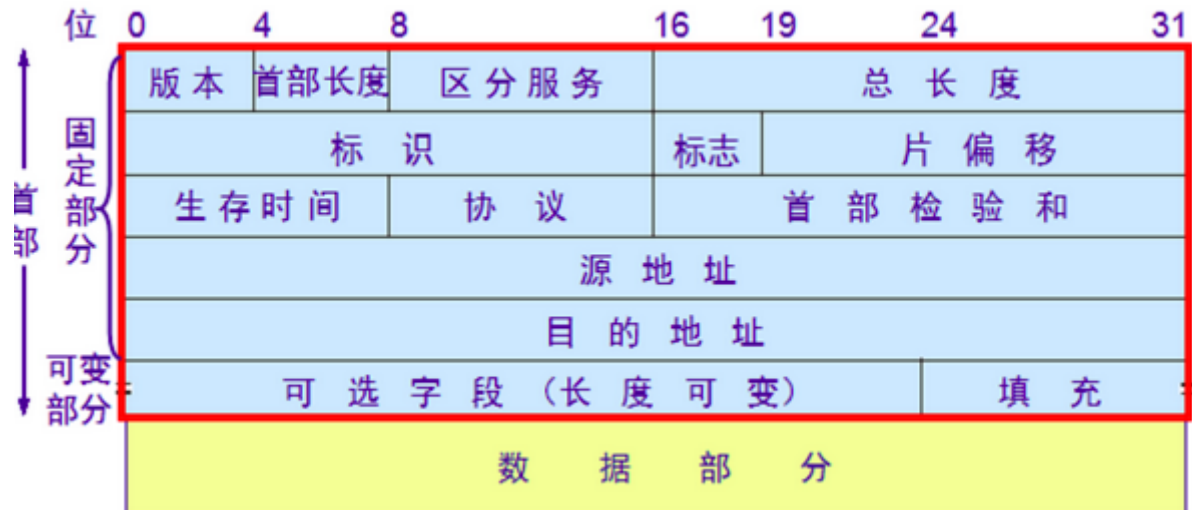 位 0 4 8 16 19 24 31
版本 首部长度 区分服务 总长度
标识 标志 片偏移
生存时间 协议 首部检验和
源地址
目的地址
可选字段（长度可变） 填充
数据部分
首部
固定部分
可变部分